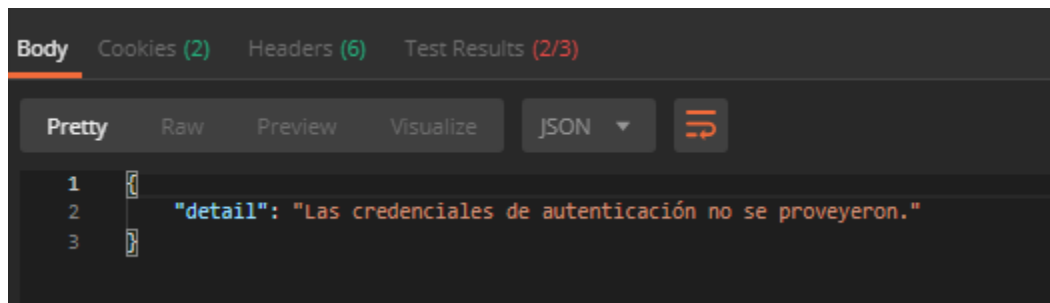 Body Cookies (2) Headers (6) Test Results (2/3)
Pretty Raw Preview Visualize JSON
1 {
2 "detail": "Las credenciales de autenticación no se proveyeron."
3 }